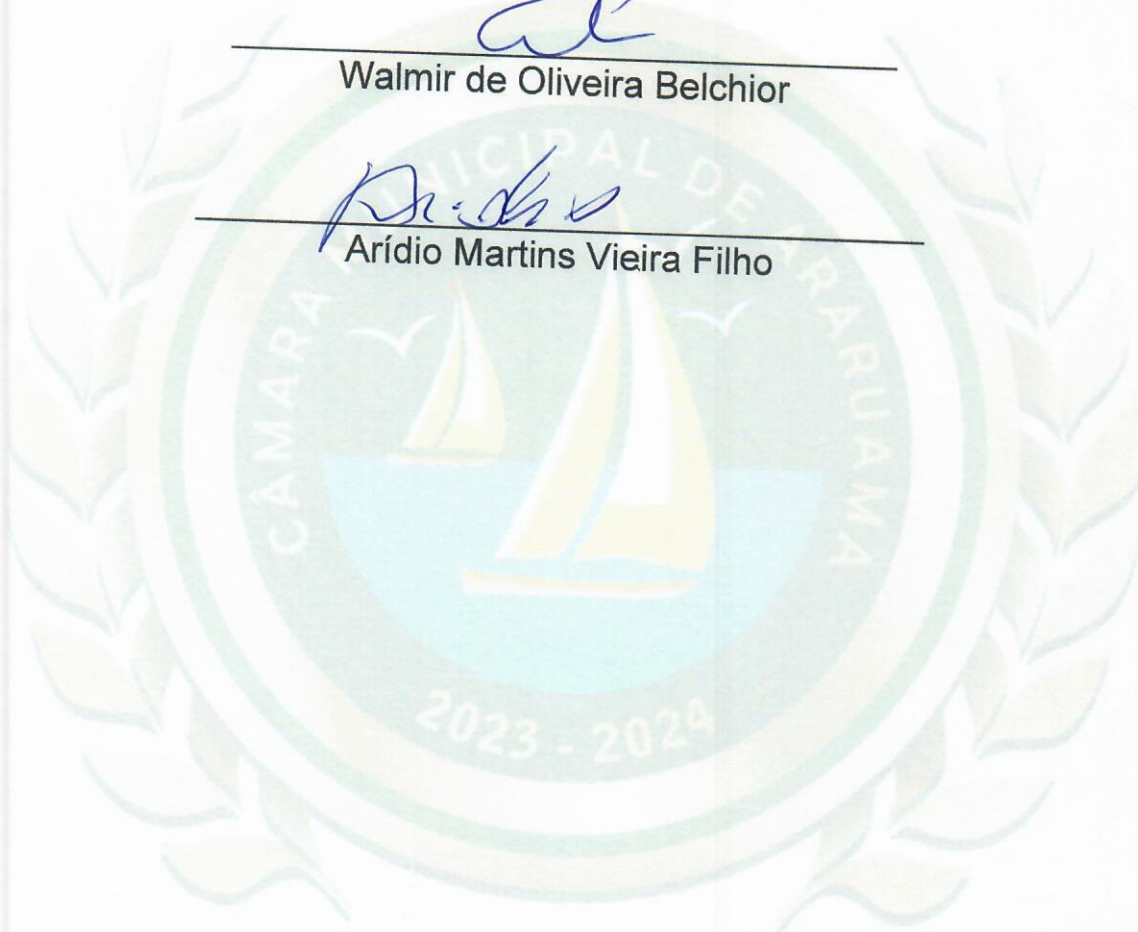 Walmir de Oliveira Belchior
Arídio Martins Vieira Filho
CÂMARA MUNICIPAL DE ARARUAMA
2023 - 2024